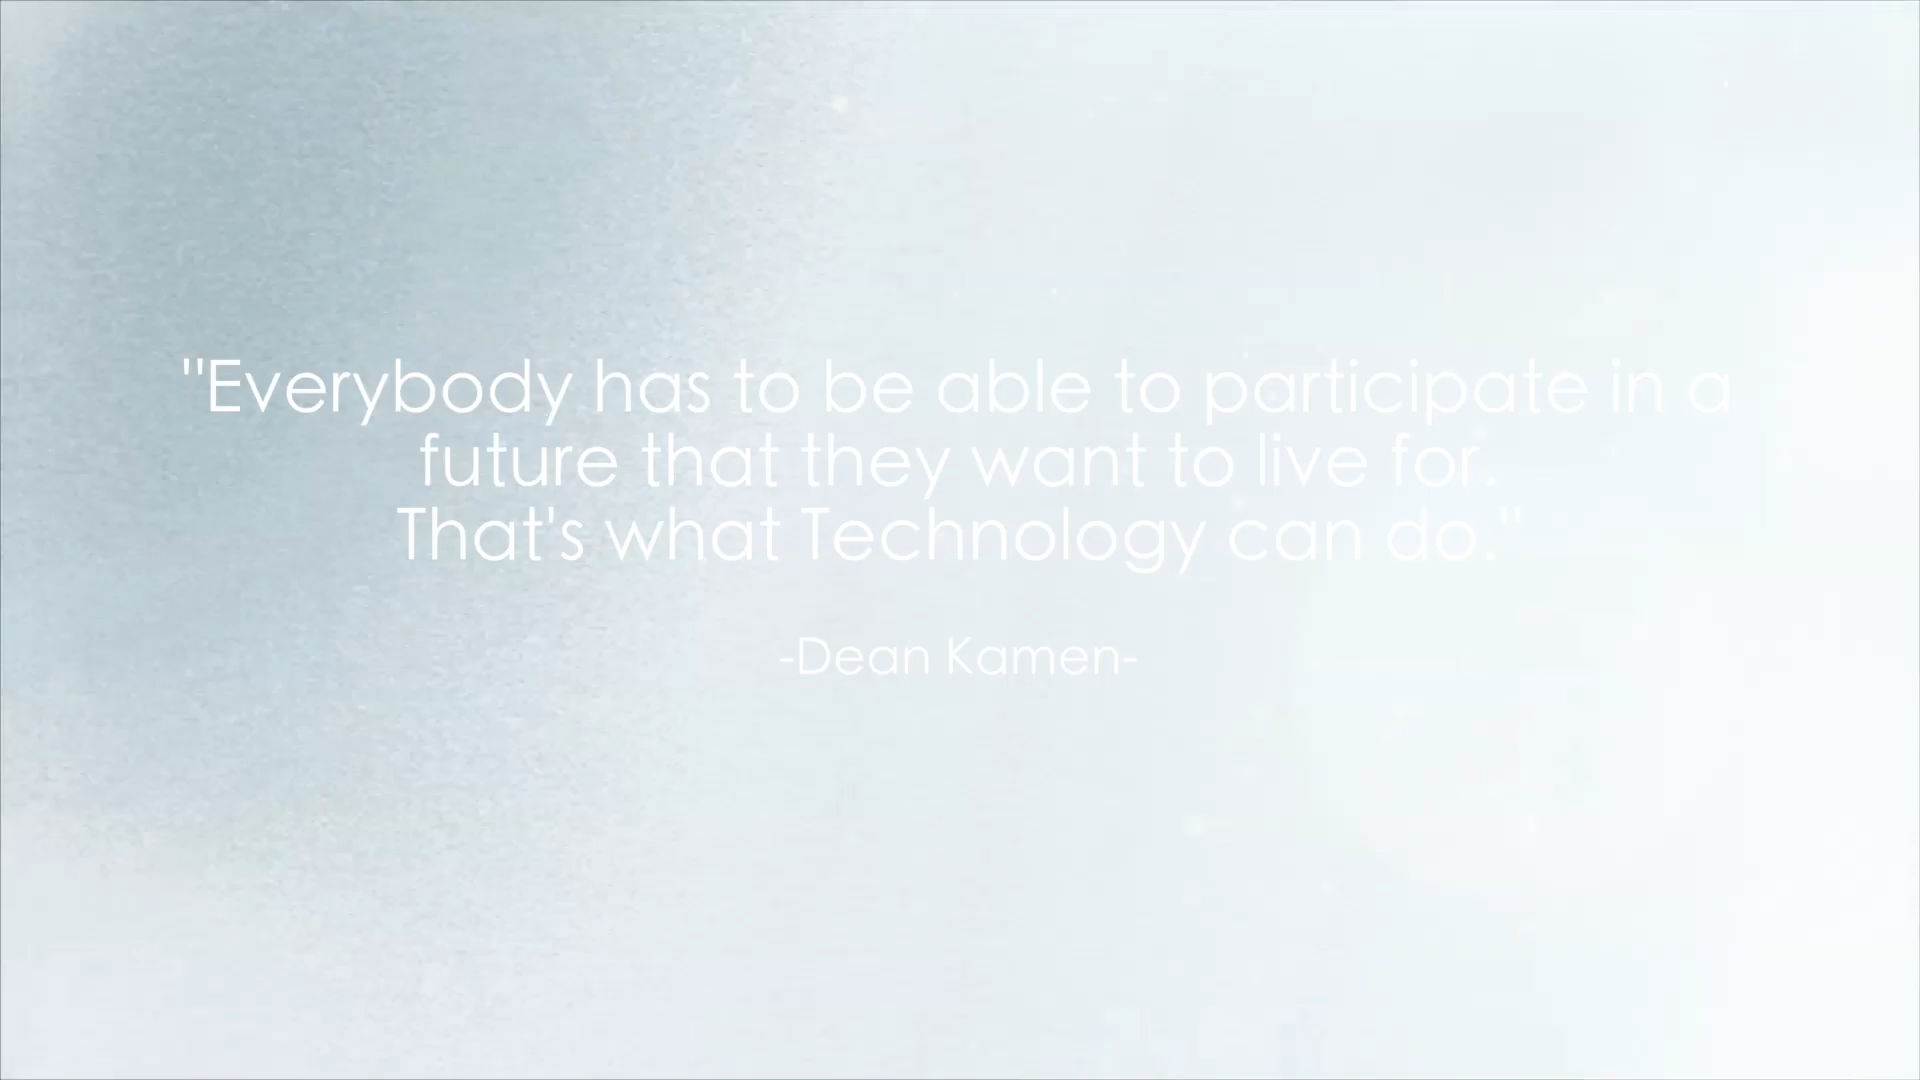 "Everybody has to be able to participate in a
future that they want to live for.
That's what Technology can do."
-Dean Kamen-